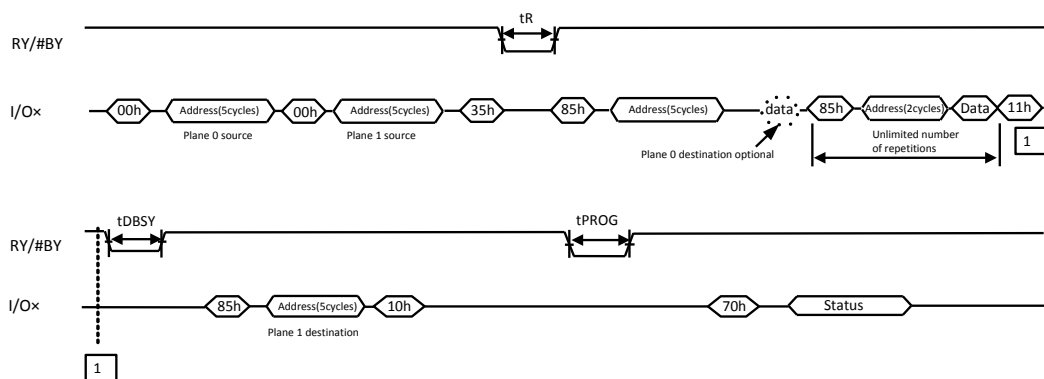 tR
RY/#BY
I/O×
00h
Address(5cycles)
00h
Address(5cycles)
35h
85h
Address(5cycles)
data
85h
Address(2cycles)
Data
11h
Plane 0 source
Plane 1 source
Plane 0 destination optional
Unlimited number
of repetitions
1
tDBSY
tPROG
RY/#BY
I/O×
85h
Address(5cycles)
10h
70h
Status
Plane 1 destination
1